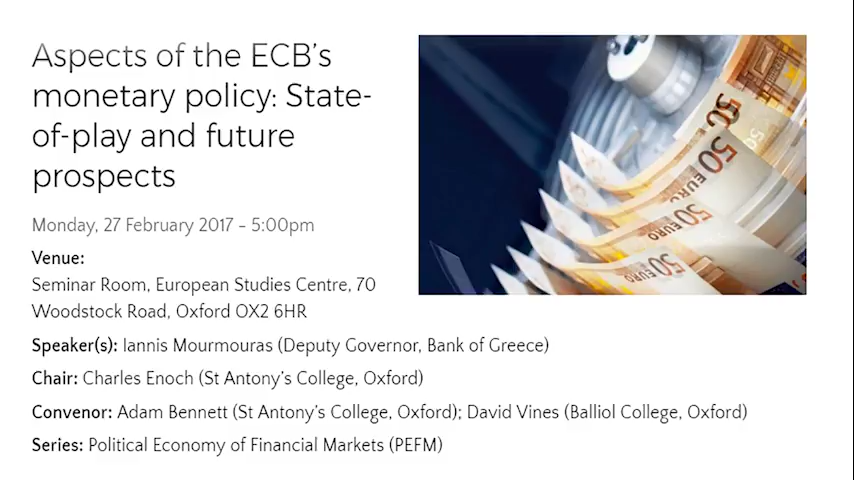 Aspects of the ECB’s
monetary policy: State-
of-play and future
prospects
Monday, 27 February 2017 – 5:00pm
Venue:
Seminar Room, European Studies Centre, 70
Woodstock Road, Oxford OX2 6HR
Speaker(s): Iannis Mourmouras (Deputy Governor, Bank of Greece)
Chair: Charles Enoch (St Antony’s College, Oxford)
Convenor: Adam Bennett (St Antony’s College, Oxford); David Vines (Balliol College, Oxford)
Series: Political Economy of Financial Markets (PEFM)
50
50 EURO
50 EURO
50 EURO